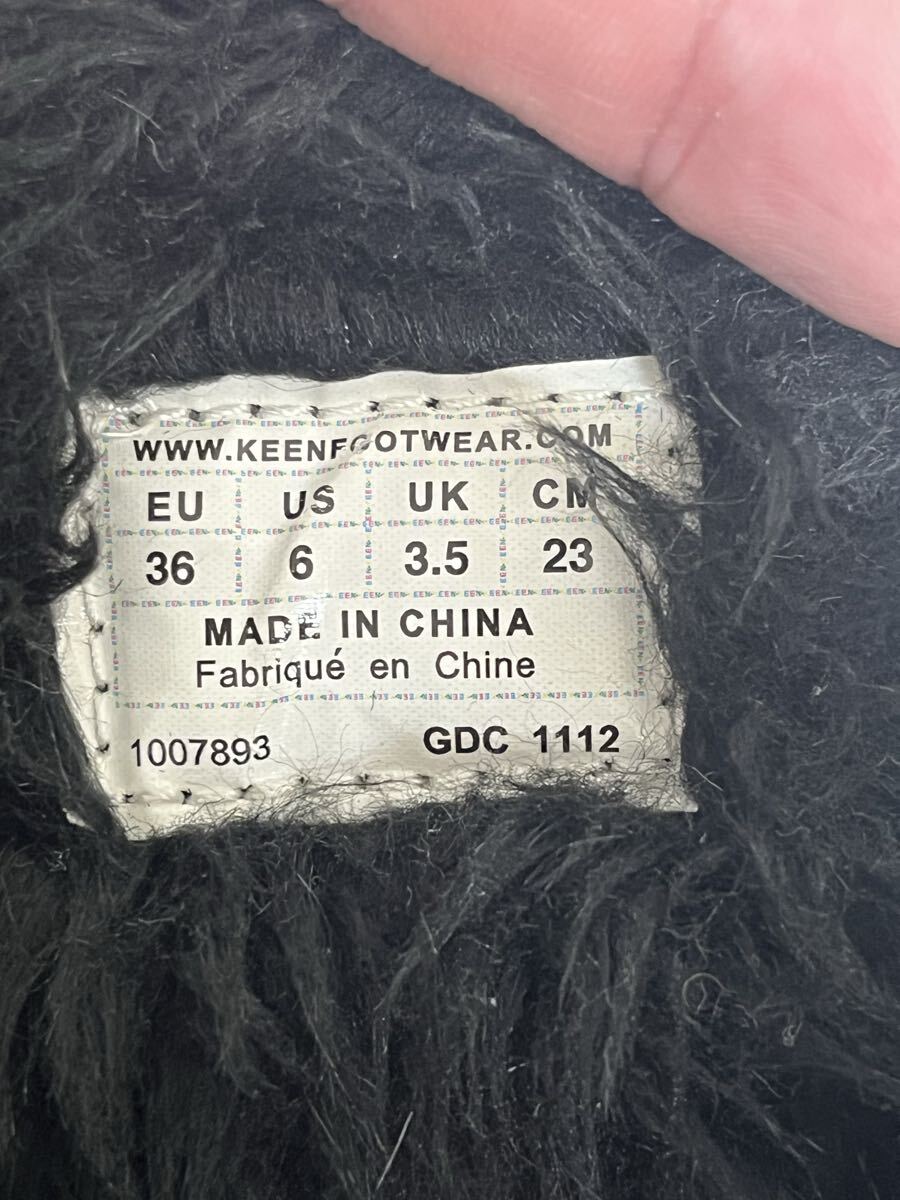 WWW.KEENFOOTWEAR.COM
EU US UK CM
36 6 3.5 23
MADE IN CHINA
Fabriqué en Chine
1007893 GDC 1112